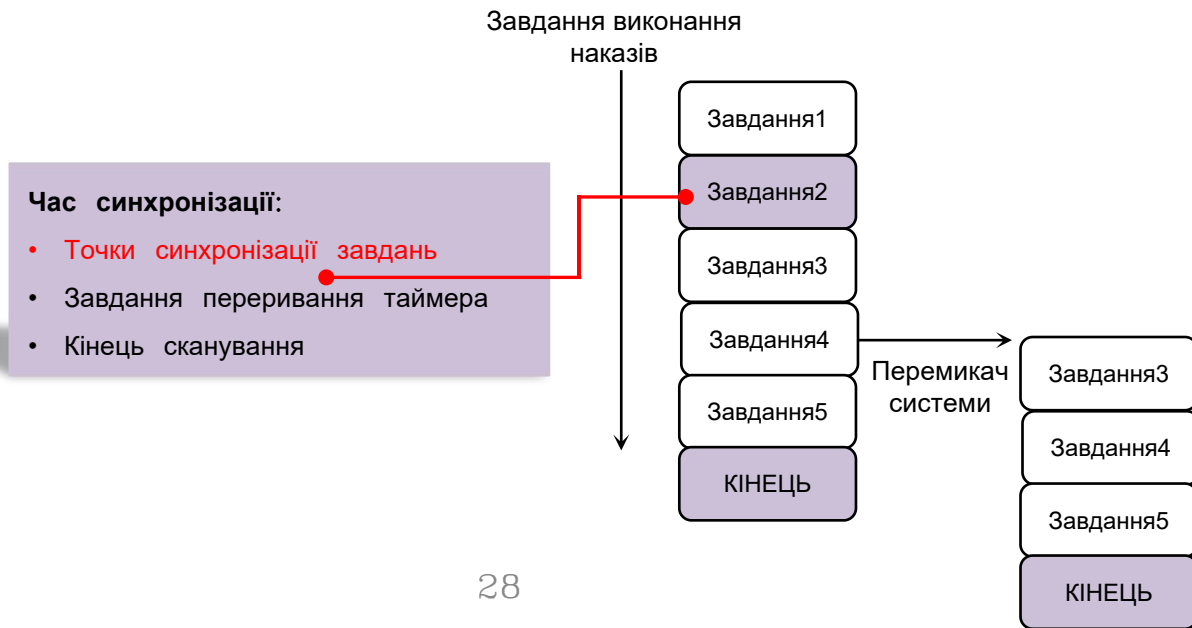 Завдання виконання
наказів
Завдання1
Завдання2
Завдання3
Завдання4
Завдання5
КІНЕЦЬ
Час синхронізації:
• Точки синхронізації завдань
• Завдання переривання таймера
• Кінець сканування
Перемикач
системи
Завдання3
Завдання4
Завдання5
КІНЕЦЬ
28